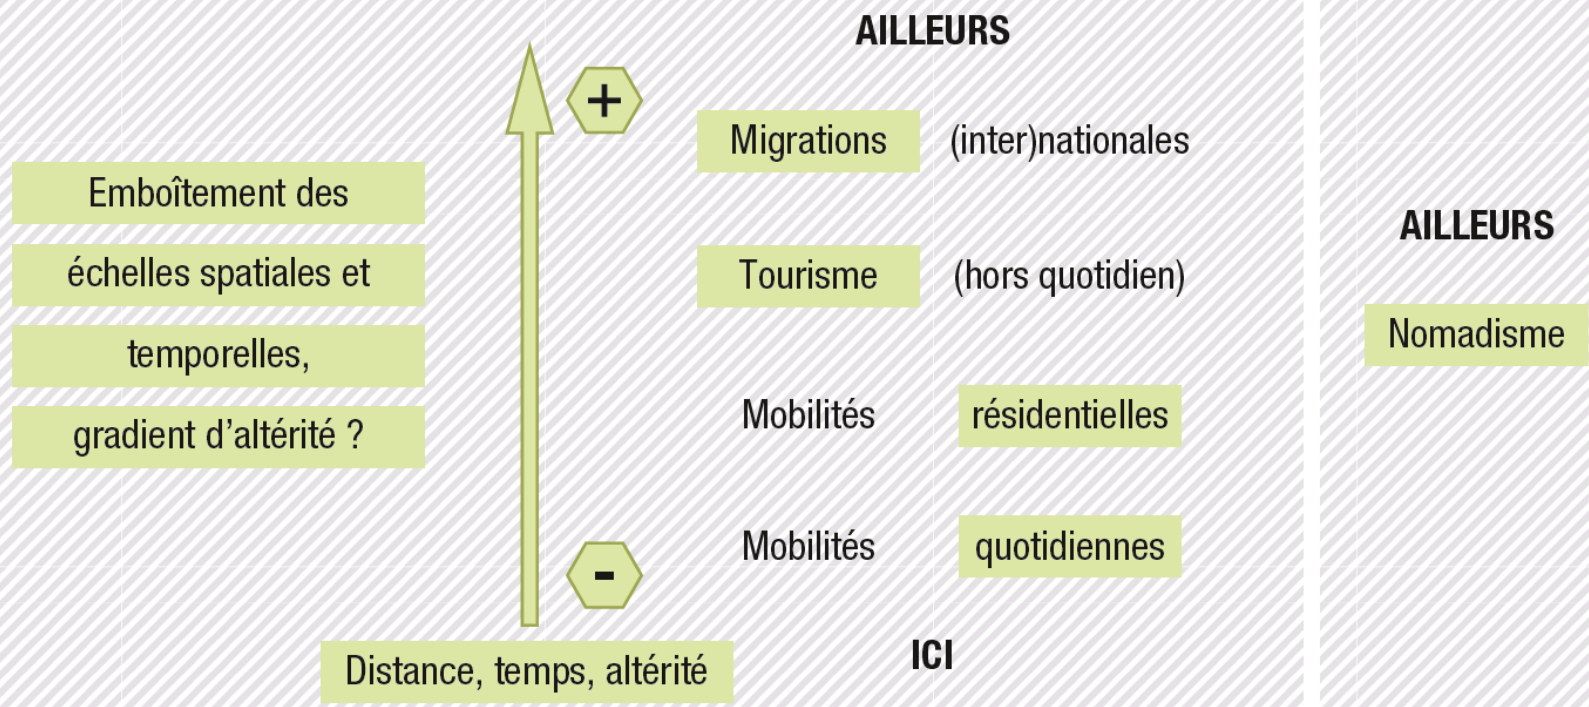 AILLEURS
+
Migrations (inter)nationales
Emboîtement des
échelles spatiales et
temporelles,
gradient d'altérité ?
Tourisme (hors quotidien)
Mobilités résidentielles
Mobilités quotidiennes
-
Distance, temps, altérité
ICI
AILLEURS
Nomadisme